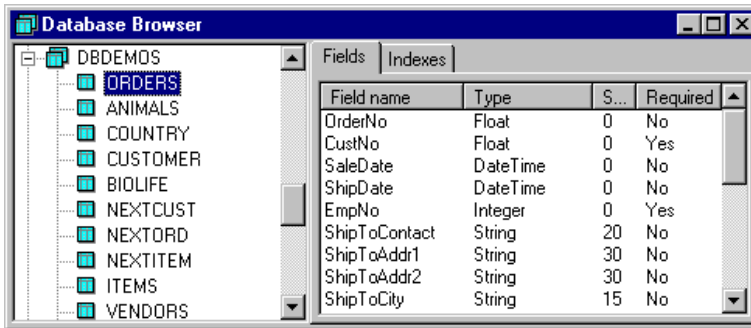 Database Browser
DBDEMOS
ORDERS
ANIMALS
COUNTRY
CUSTOMER
BIOLIFE
NEXTCUST
NEXTORD
NEXTITEM
ITEMS
VENDORS
Fields Indexes
Field name Type S... Required
OrderNo Float 0 No
CustNo Float 0 Yes
SaleDate DateTime 0 No
ShipDate DateTime 0 No
EmpNo Integer 0 Yes
ShipToContact String 20 No
ShipToAddr1 String 30 No
ShipToAddr2 String 30 No
ShipToCity String 15 No